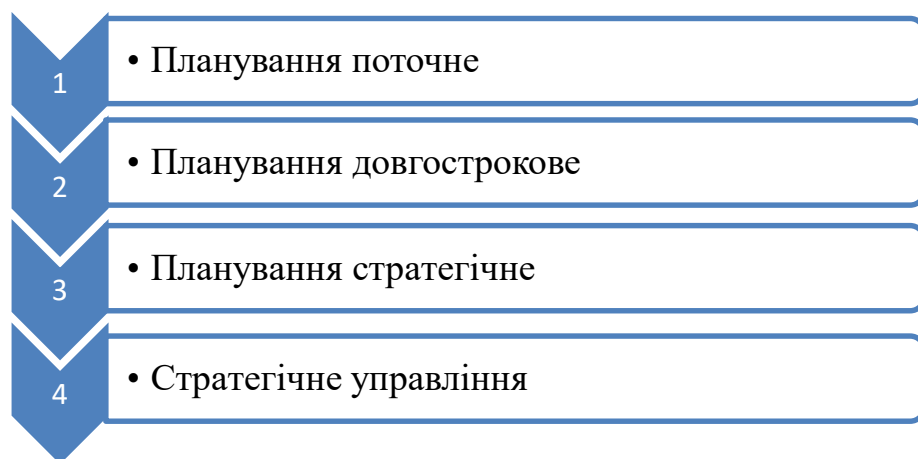 1
• Планування поточне
2
• Планування довгострокове
3
• Планування стратегічне
4
• Стратегічне управління